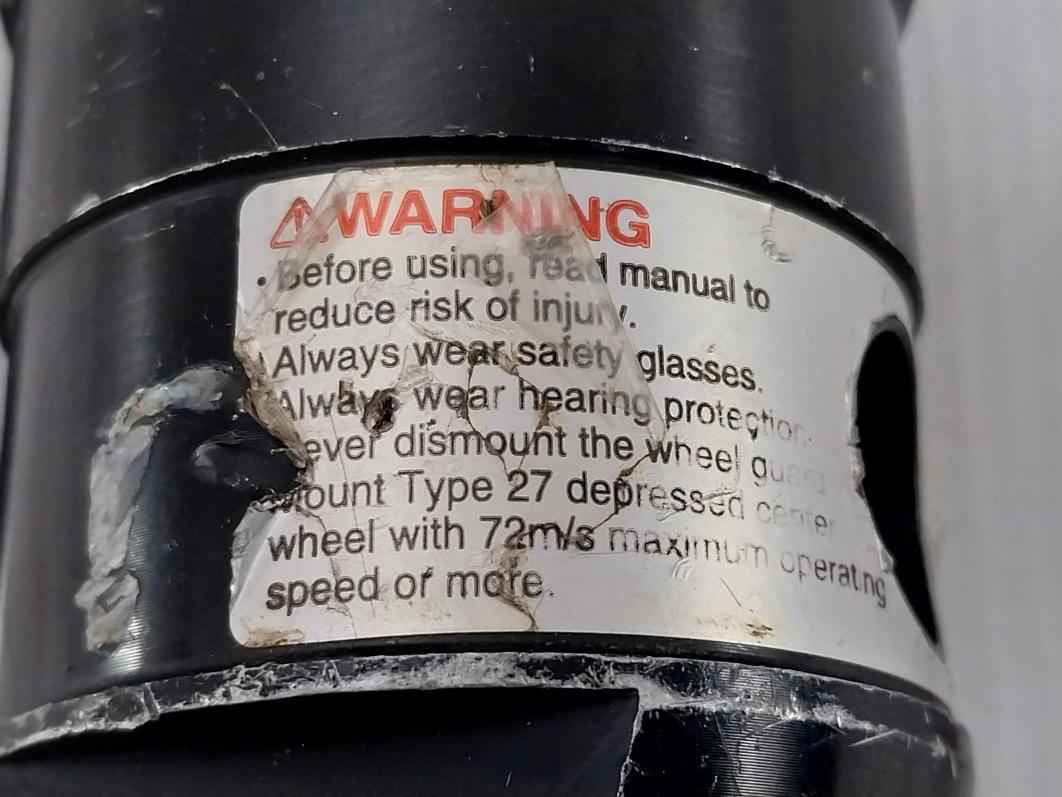 ⚠WARNING
• Before using, read manual to
reduce risk of injury.
Always wear safety glasses.
Always wear hearing protection.
ever dismount the wheel guard
Mount Type 27 depressed center
wheel with 72m/s maximum operating
speed or more.